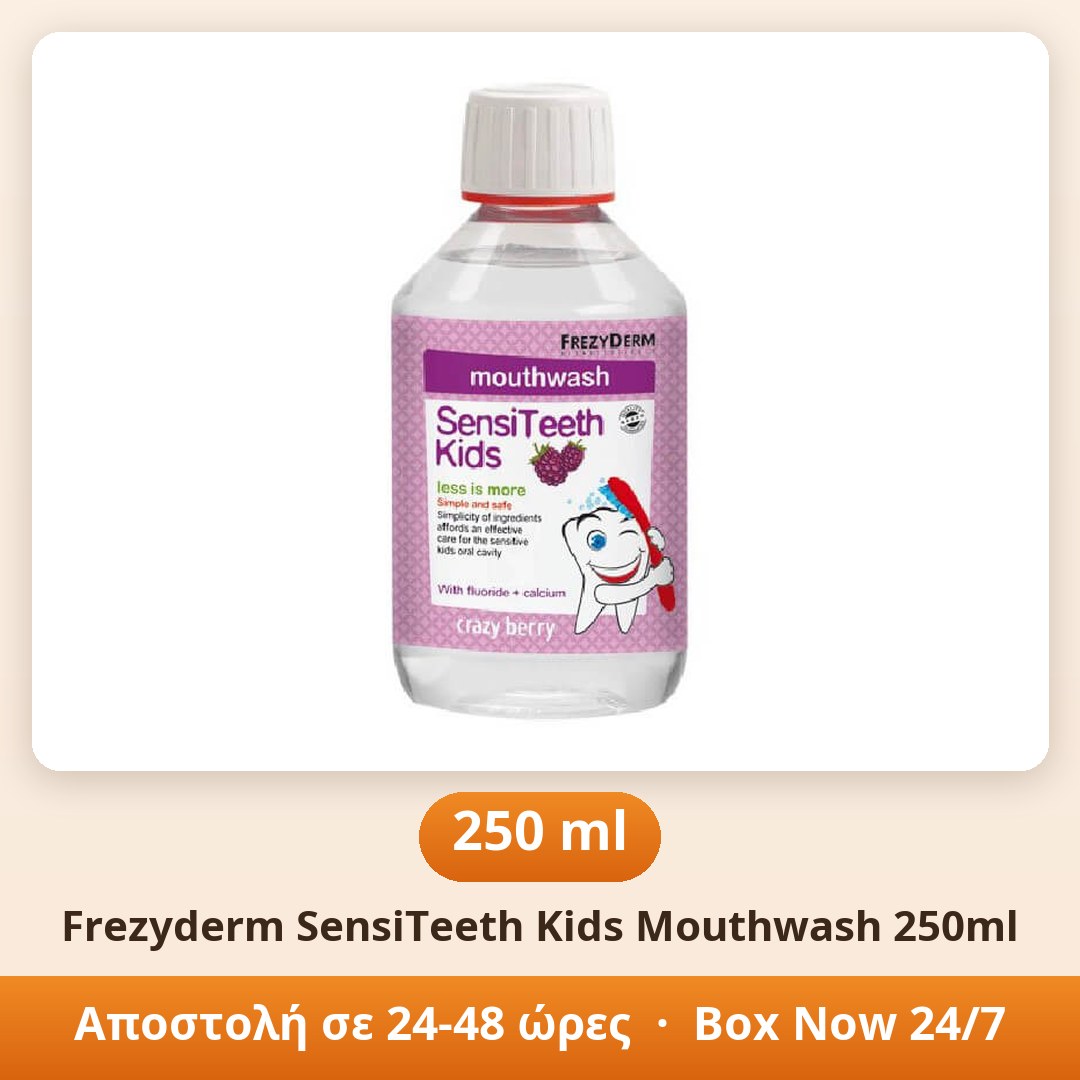 FREZYDERM
mouthwash
SensiTeeth
Kids
less is more
Simple and safe
Simplicity of ingredients
affords an effective
care for the sensitive
kids oral cavity
With fluoride + calcium
crazy berry
250 ml
Frezyderm SensiTeeth Kids Mouthwash 250ml
Αποστολή σε 24-48 ώρες · Box Now 24/7